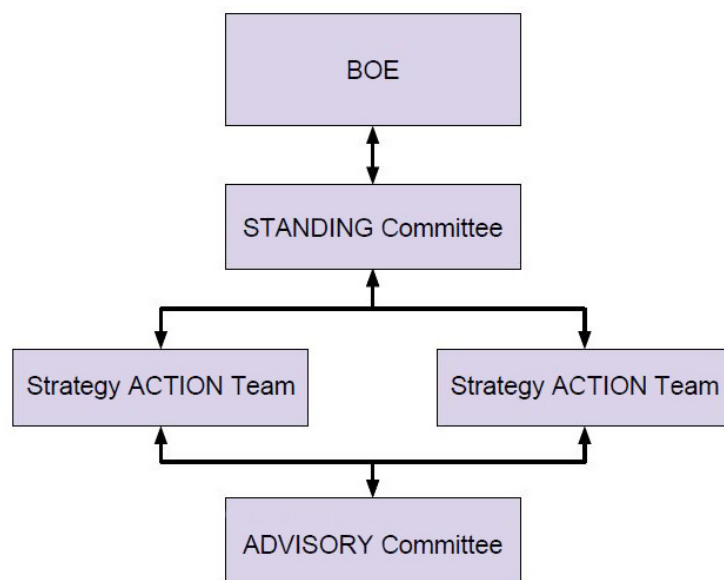 BOE
STANDING Committee
Strategy ACTION Team
Strategy ACTION Team
ADVISORY Committee